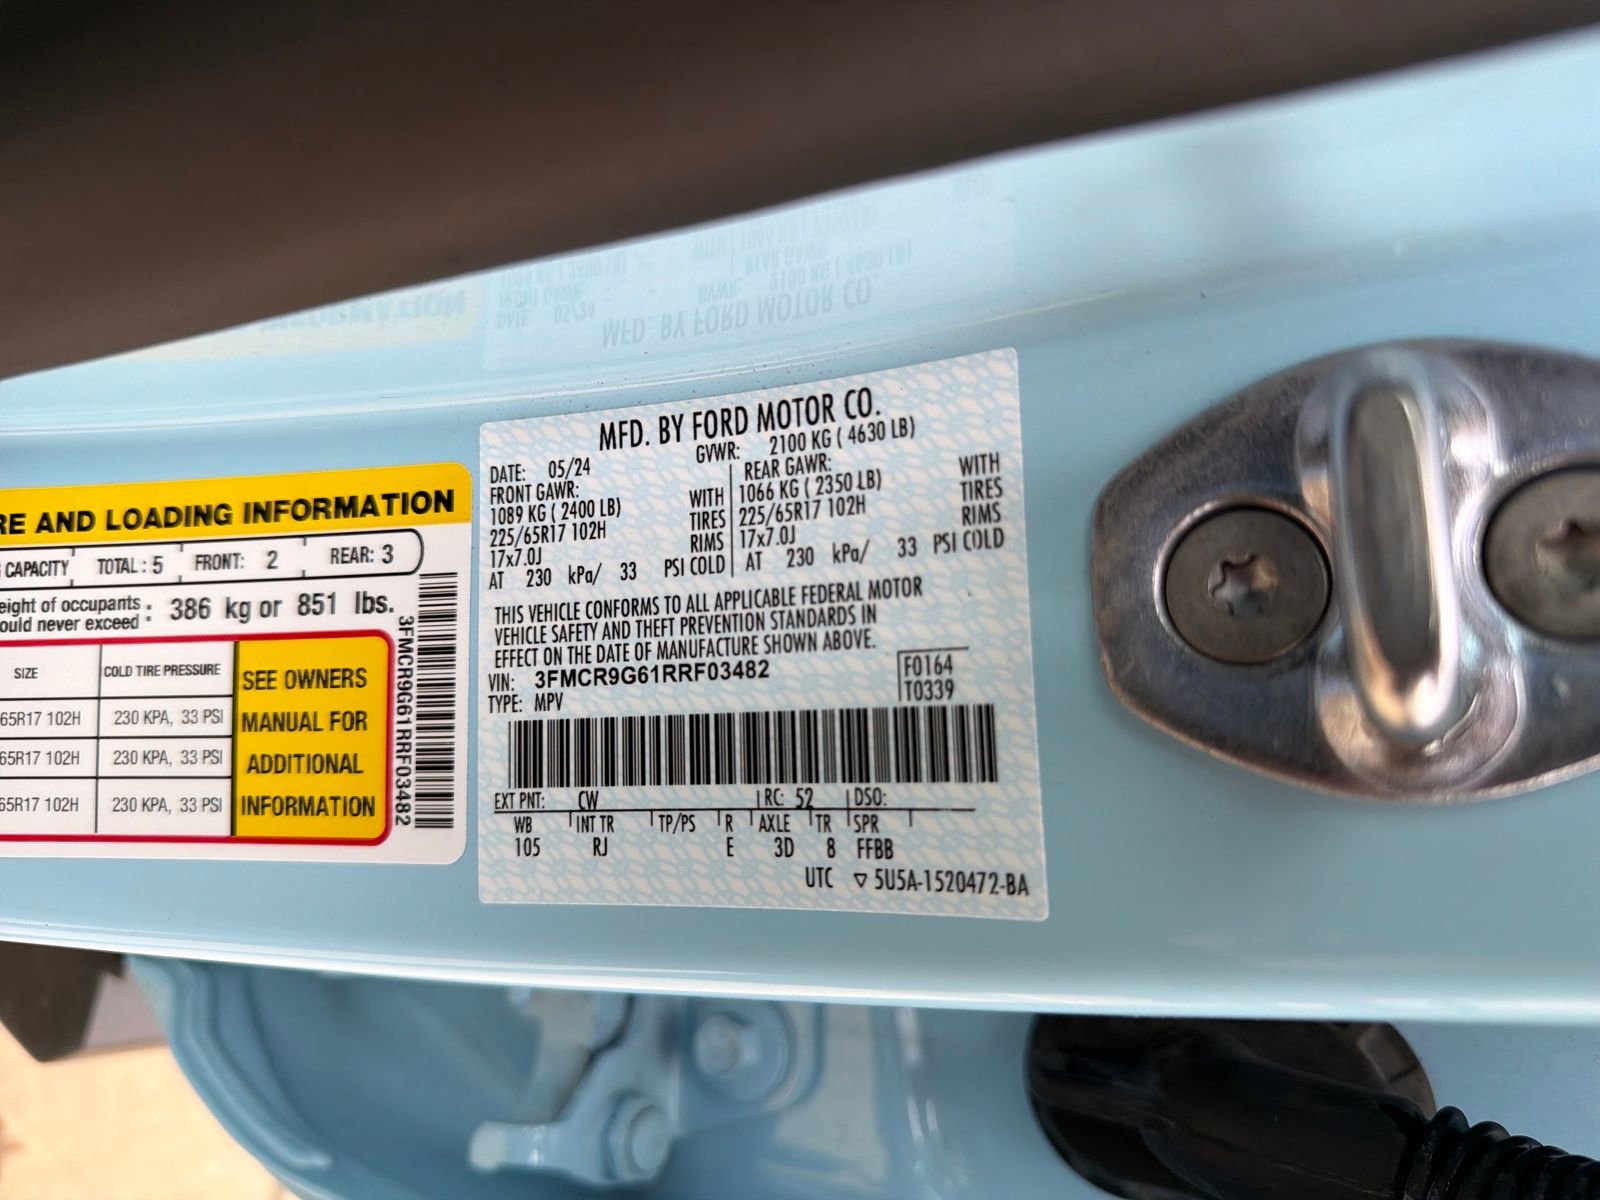 RE AND LOADING INFORMATION
CAPACITY TOTAL: 5 FRONT: 2 REAR: 3
eight of occupants : 386 kg or 851 lbs.
ould never exceed :
SIZE COLD TIRE PRESSURE
65R17 102H 230 KPA, 33 PSI
65R17 102H 230 KPA, 33 PSI
65R17 102H 230 KPA, 33 PSI
SEE OWNERS
MANUAL FOR
ADDITIONAL
INFORMATION
3FMCR9G61RRF03482
MFD. BY FORD MOTOR CO.
DATE: 05/24 GVWR: 2100 KG ( 4630 LB)
FRONT GAWR: REAR GAWR:
1089 KG ( 2400 LB) WITH 1066 KG ( 2350 LB) WITH
225/65R17 102H TIRES 225/65R17 102H TIRES
17x7.0J RIMS 17x7.0J RIMS
AT 230 kPa/ 33 PSI COLD AT 230 kPa/ 33 PSI COLD
THIS VEHICLE CONFORMS TO ALL APPLICABLE FEDERAL MOTOR
VEHICLE SAFETY AND THEFT PREVENTION STANDARDS IN
EFFECT ON THE DATE OF MANUFACTURE SHOWN ABOVE.
VIN: 3FMCR9G61RRF03482 F0164
TYPE: MPV T0339
EXT PNT: CW RC: 52 DSO:
WB INT TR TP/PS R AXLE TR SPR
105 RJ E 3D 8 FFBB
UTC ▽ 5U5A-1520472-BA